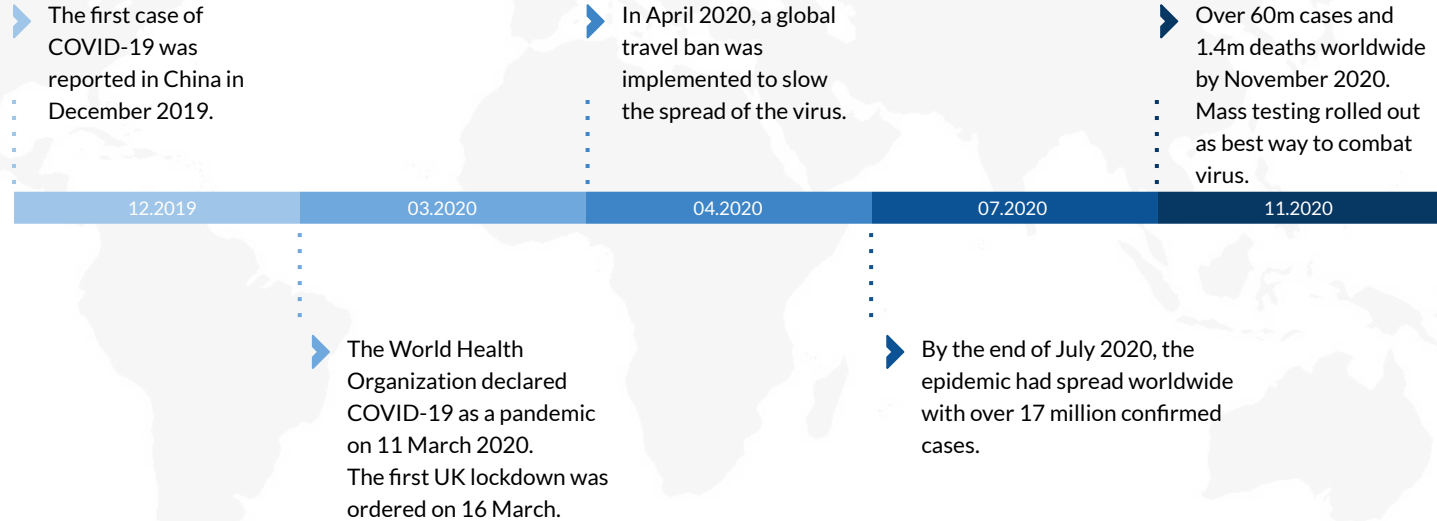 The first case of
COVID-19 was
reported in China in
December 2019.
In April 2020, a global
travel ban was
implemented to slow
the spread of the virus.
Over 60m cases and
1.4m deaths worldwide
by November 2020.
Mass testing rolled out
as best way to combat
virus.
12.2019
03.2020
04.2020
07.2020
11.2020
The World Health
Organization declared
COVID-19 as a pandemic
on 11 March 2020.
The first UK lockdown was
ordered on 16 March.
By the end of July 2020, the
epidemic had spread worldwide
with over 17 million confirmed
cases.